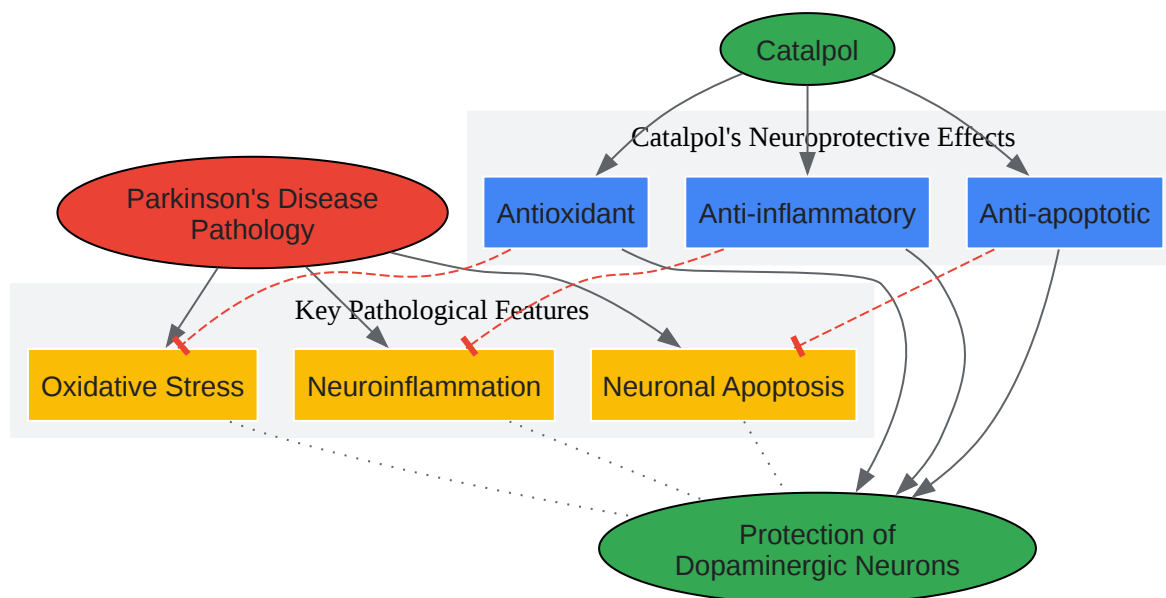 Catalpol
Catalpol's Neuroprotective Effects
Parkinson's Disease
Pathology
Antioxidant
Anti-inflammatory
Anti-apoptotic
Key Pathological Features
Oxidative Stress
Neuroinflammation
Neuronal Apoptosis
Protection of
Dopaminergic Neurons